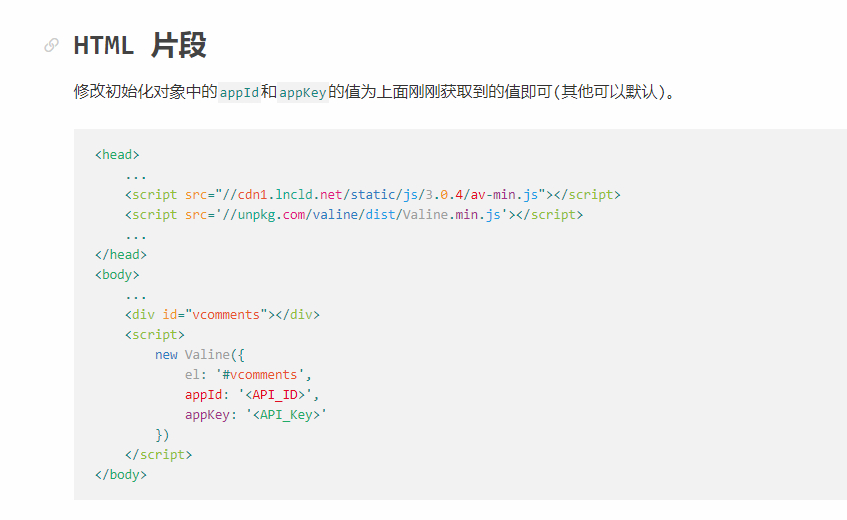 HTML 片段
修改初始化对象中的appId和appKey的值为上面刚刚获取到的值即可(其他可以默认)。
<head>
    ...
    <script src="//cdn1.lncld.net/static/js/3.0.4/av-min.js"></script>
    <script src='//unpkg.com/valine/dist/Valine.min.js'></script>
    ...
</head>
<body>
    ...
    <div id="vcomments"></div>
    <script>
        new Valine({
            el: '#vcomments',
            appId: '<API_ID>',
            appKey: '<API_Key>'
        })
    </script>
</body>